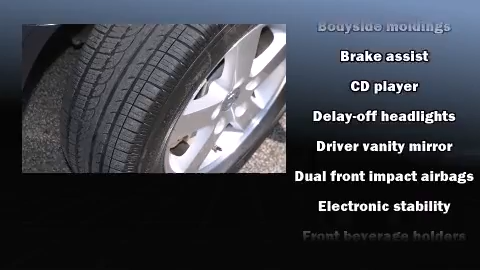 Bodyside moldings
Brake assist
CD player
Delay-off headlights
Driver vanity mirror
Dual front impact airbags
Electronic stability
Front beverage holders